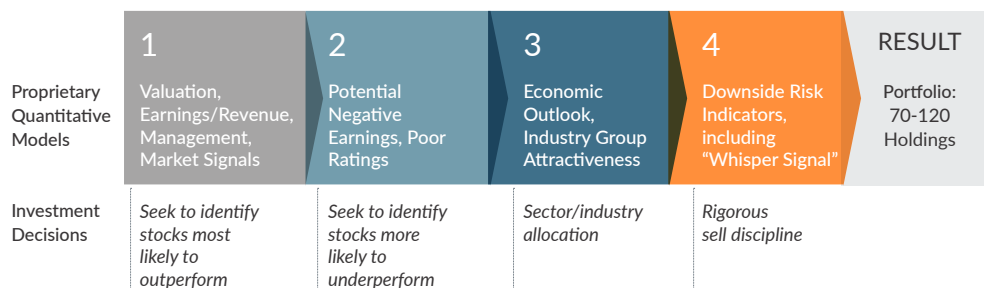 1
2
3
4
RESULT
Proprietary
Quantitative
Models
Valuation,
Earnings/Revenue,
Management,
Market Signals
Potential
Negative
Earnings, Poor
Ratings
Economic
Outlook,
Industry Group
Attractiveness
Downside Risk
Indicators,
including
“Whisper Signal”
Portfolio:
70-120
Holdings
Investment
Decisions
Seek to identify
stocks most
likely to
outperform
Seek to identify
stocks more
likely to
underperform
Sector/industry
allocation
Rigorous
sell discipline